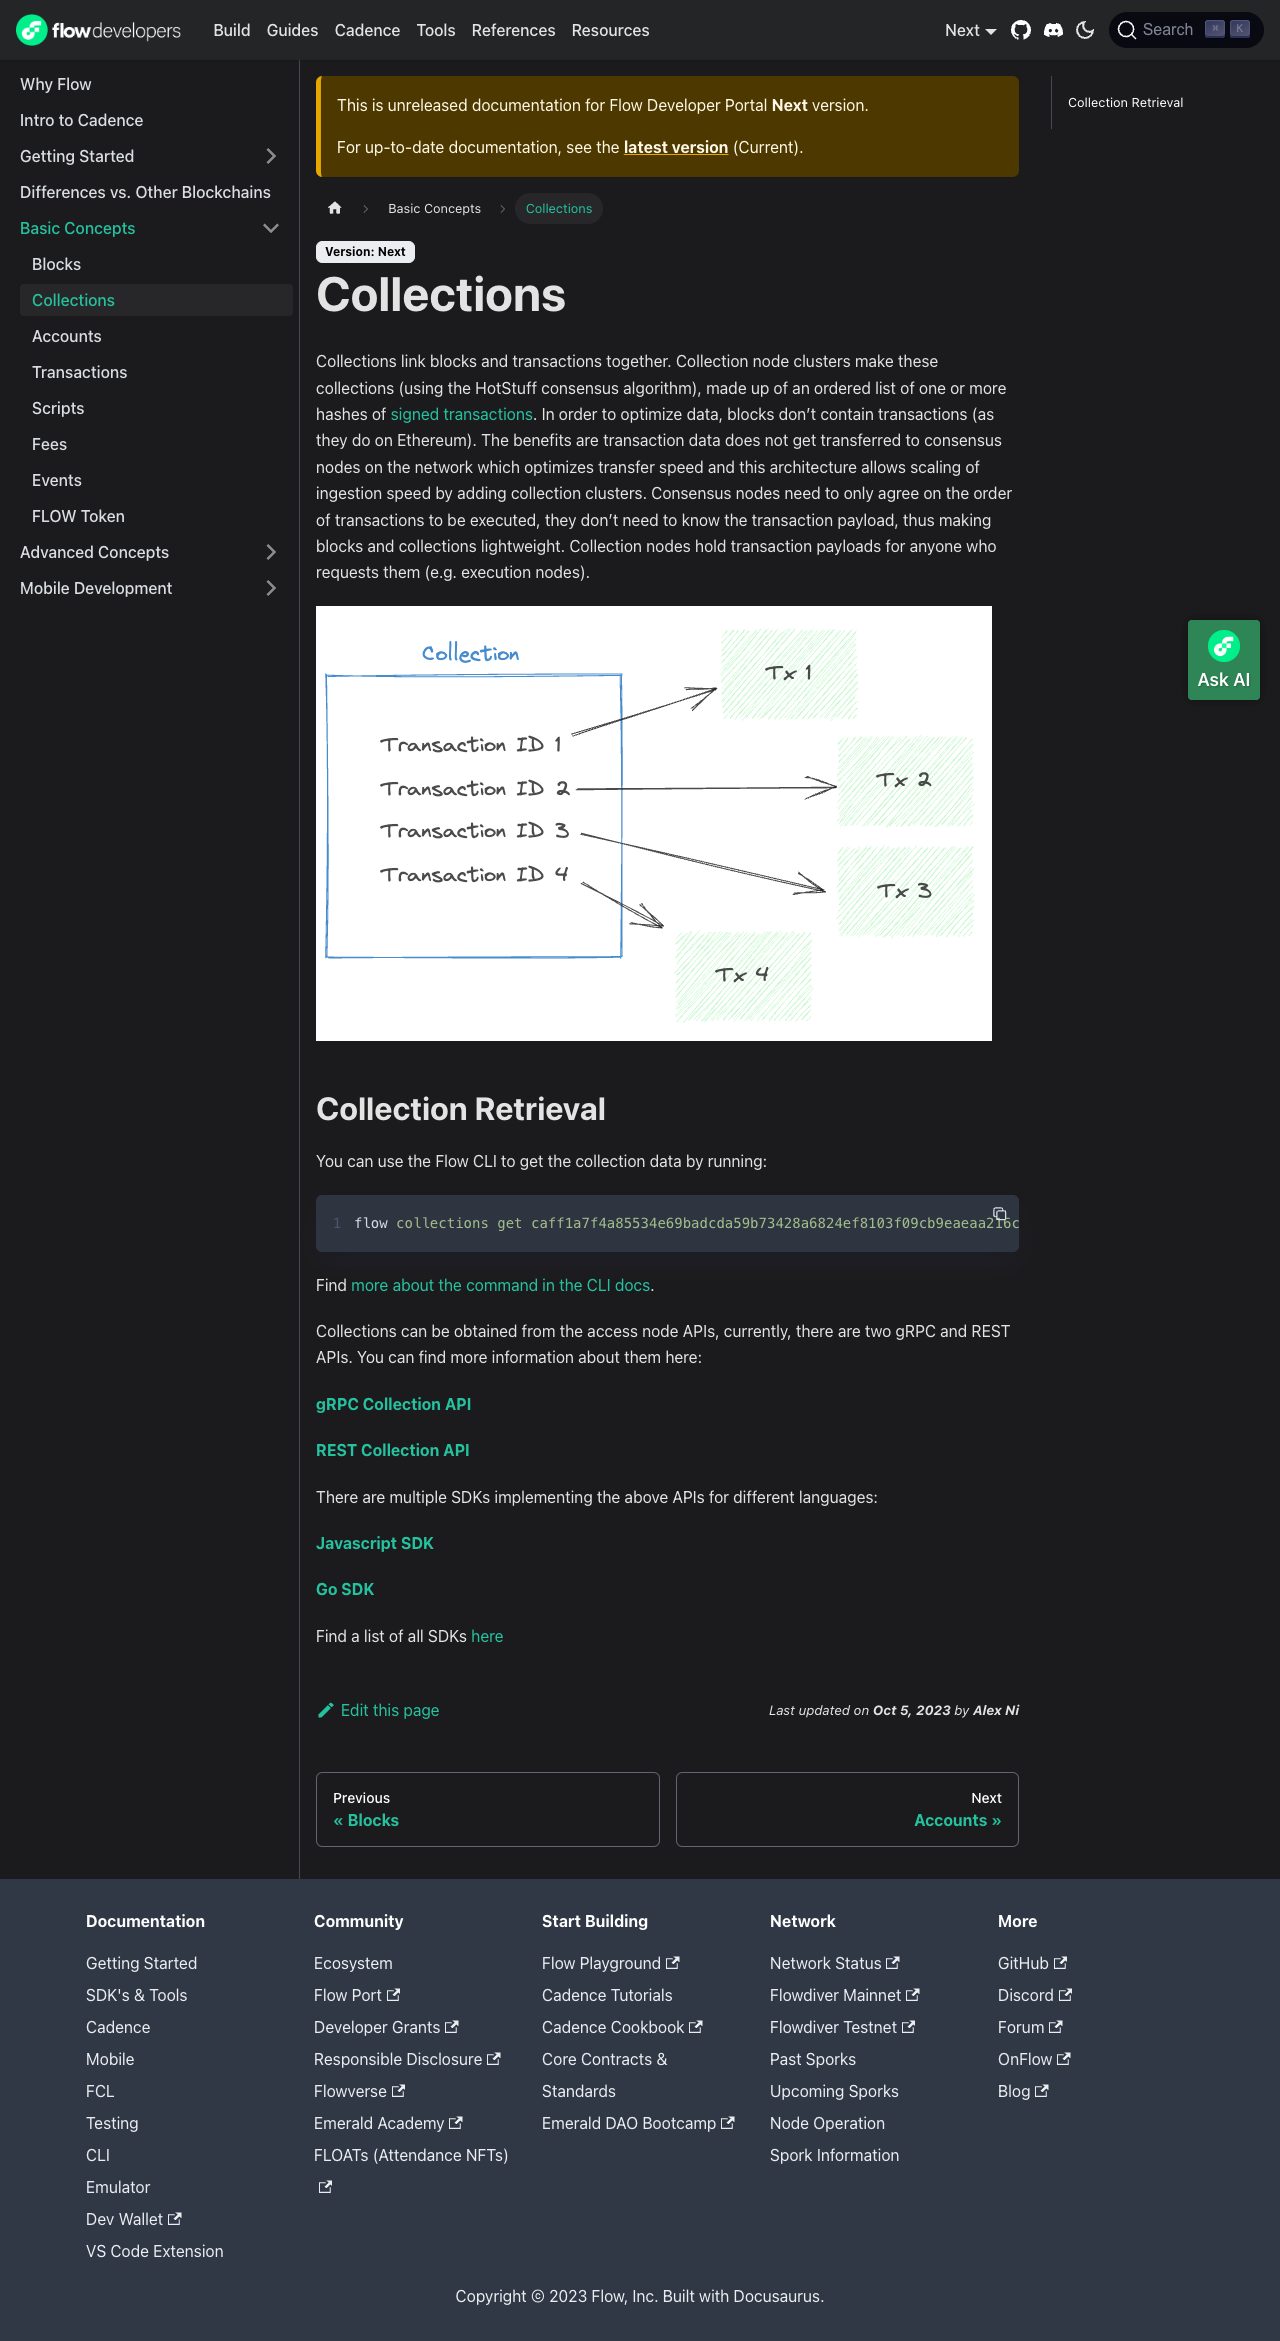 flowdevelopers
Build Guides Cadence Tools References Resources
Next
Search ⌘ K
Why Flow
Intro to Cadence
Getting Started
Differences vs. Other Blockchains
Basic Concepts
Blocks
Collections
Accounts
Transactions
Scripts
Fees
Events
FLOW Token
Advanced Concepts
Mobile Development
This is unreleased documentation for Flow Developer Portal Next version.
For up-to-date documentation, see the latest version (Current).
Basic Concepts
Collections
Version: Next
Collections
Collections link blocks and transactions together. Collection node clusters make these
collections (using the HotStuff consensus algorithm), made up of an ordered list of one or more
hashes of signed transactions. In order to optimize data, blocks don’t contain transactions (as
they do on Ethereum). The benefits are transaction data does not get transferred to consensus
nodes on the network which optimizes transfer speed and this architecture allows scaling of
ingestion speed by adding collection clusters. Consensus nodes need to only agree on the order
of transactions to be executed, they don’t need to know the transaction payload, thus making
blocks and collections lightweight. Collection nodes hold transaction payloads for anyone who
requests them (e.g. execution nodes).
Collection
Transaction ID 1
Transaction ID 2
Transaction ID 3
Transaction ID 4
Tx 1
Tx 2
Tx 3
Tx 4
Collection Retrieval
You can use the Flow CLI to get the collection data by running:
1 flow collections get caff1a7f4a85534e69badcda59b73428a6824ef8103f09cb9eaeaa216c
Find more about the command in the CLI docs.
Collections can be obtained from the access node APIs, currently, there are two gRPC and REST
APIs. You can find more information about them here:
gRPC Collection API
REST Collection API
There are multiple SDKs implementing the above APIs for different languages:
Javascript SDK
Go SDK
Find a list of all SDKs here
Edit this page
Last updated on Oct 5, 2023 by Alex Ni
Previous
« Blocks
Next
Accounts »
Collection Retrieval
Ask AI
Documentation
Getting Started
SDK's & Tools
Cadence
Mobile
FCL
Testing
CLI
Emulator
Dev Wallet
VS Code Extension
Community
Ecosystem
Flow Port
Developer Grants
Responsible Disclosure
Flowverse
Emerald Academy
FLOATs (Attendance NFTs)
Start Building
Flow Playground
Cadence Tutorials
Cadence Cookbook
Core Contracts &
Standards
Emerald DAO Bootcamp
Network
Network Status
Flowdiver Mainnet
Flowdiver Testnet
Past Sporks
Upcoming Sporks
Node Operation
Spork Information
More
GitHub
Discord
Forum
OnFlow
Blog
Copyright © 2023 Flow, Inc. Built with Docusaurus.